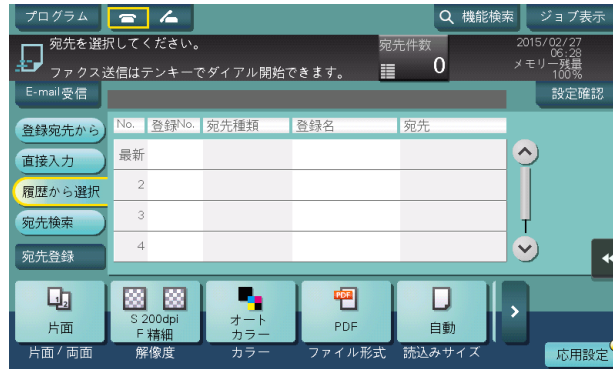 プログラム
機能検索
ジョブ表示
宛先を選択してください。
ファクス送信はテンキーでダイアル開始できます。
宛先件数
0
2015/02/27
06:28
メモリー残量
100%
E-mail受信
設定確認
登録宛先から
直接入力
履歴から選択
宛先検索
宛先登録
No. 登録No. 宛先種類 登録名 宛先
最新
2
3
4
片面
S 200dpi
F 精細
オート
カラー
PDF
PDF
自動
片面/両面 解像度 カラー ファイル形式 読込みサイズ
応用設定